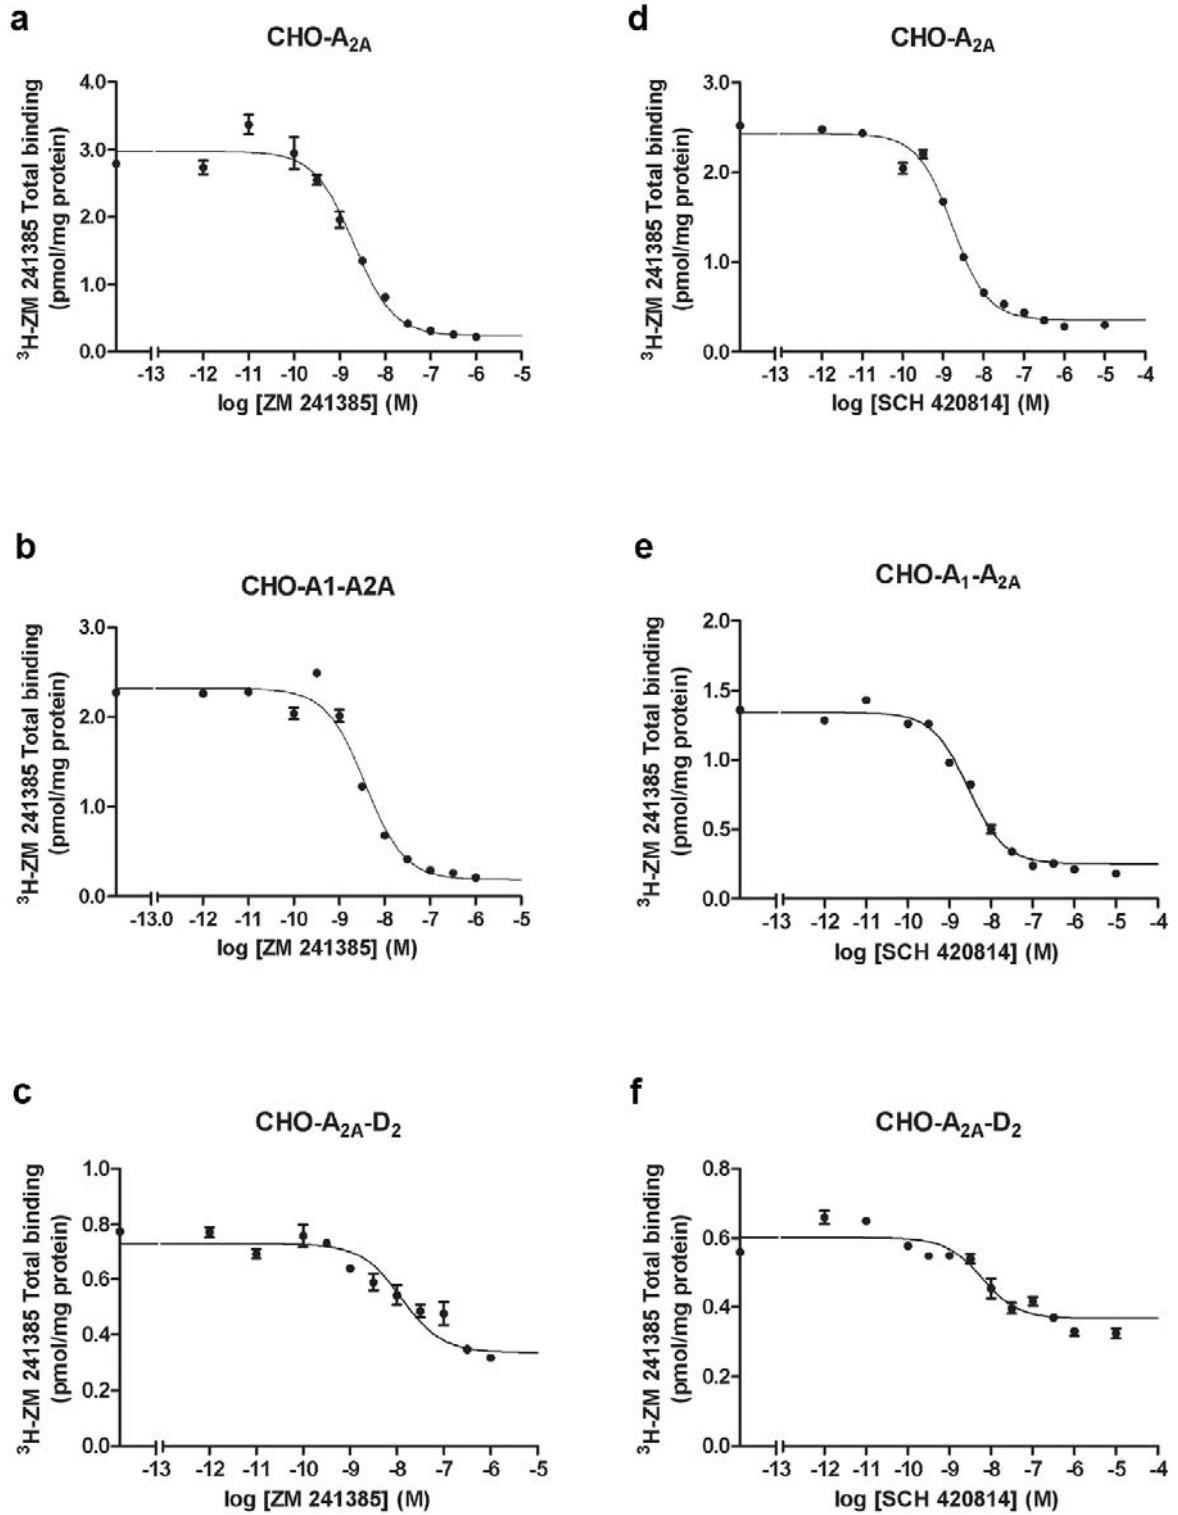 a
CHO-A2A
³H-ZM 241385 Total binding
(pmol/mg protein)
4.0
3.0
2.0
1.0
0.0
-13 -12 -11 -10 -9 -8 -7 -6 -5
log [ZM 241385] (M)
d
CHO-A2A
³H-ZM 241385 Total binding
(pmol/mg protein)
3.0
2.0
1.0
0.0
-13 -12 -11 -10 -9 -8 -7 -6 -5 -4
log [SCH 420814] (M)
b
CHO-A1-A2A
³H-ZM 241385 Total binding
(pmol/mg protein)
3.0
2.0
1.0
0.0
-13.0 -12 -11 -10 -9 -8 -7 -6 -5
log [ZM 241385] (M)
e
CHO-A1-A2A
³H-ZM 241385 Total binding
(pmol/mg protein)
2.0
1.5
1.0
0.5
0.0
-13 -12 -11 -10 -9 -8 -7 -6 -5 -4
log [SCH 420814] (M)
c
CHO-A2A-D2
³H-ZM 241385 Total binding
(pmol/mg protein)
1.0
0.8
0.6
0.4
0.2
0.0
-13 -12 -11 -10 -9 -8 -7 -6 -5
log [ZM 241385] (M)
f
CHO-A2A-D2
³H-ZM 241385 Total binding
(pmol/mg protein)
0.8
0.6
0.4
0.2
0.0
-13 -12 -11 -10 -9 -8 -7 -6 -5 -4
log [SCH 420814] (M)